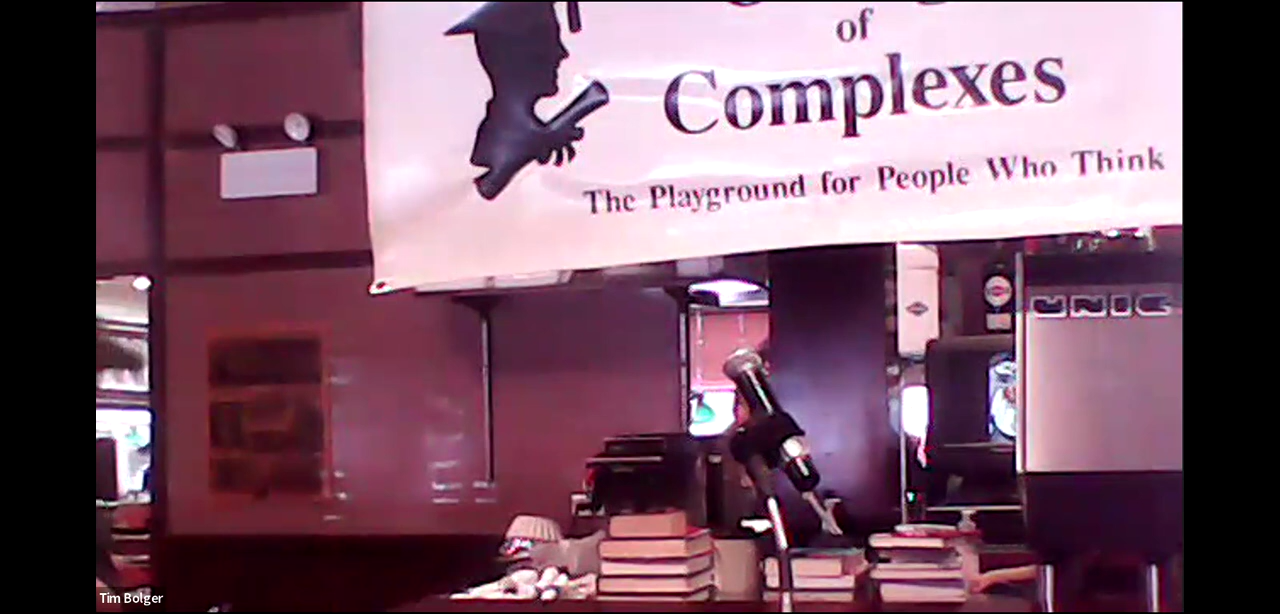 of
Complexes
The Playground for People Who Think
UNIC
Tim Bolger